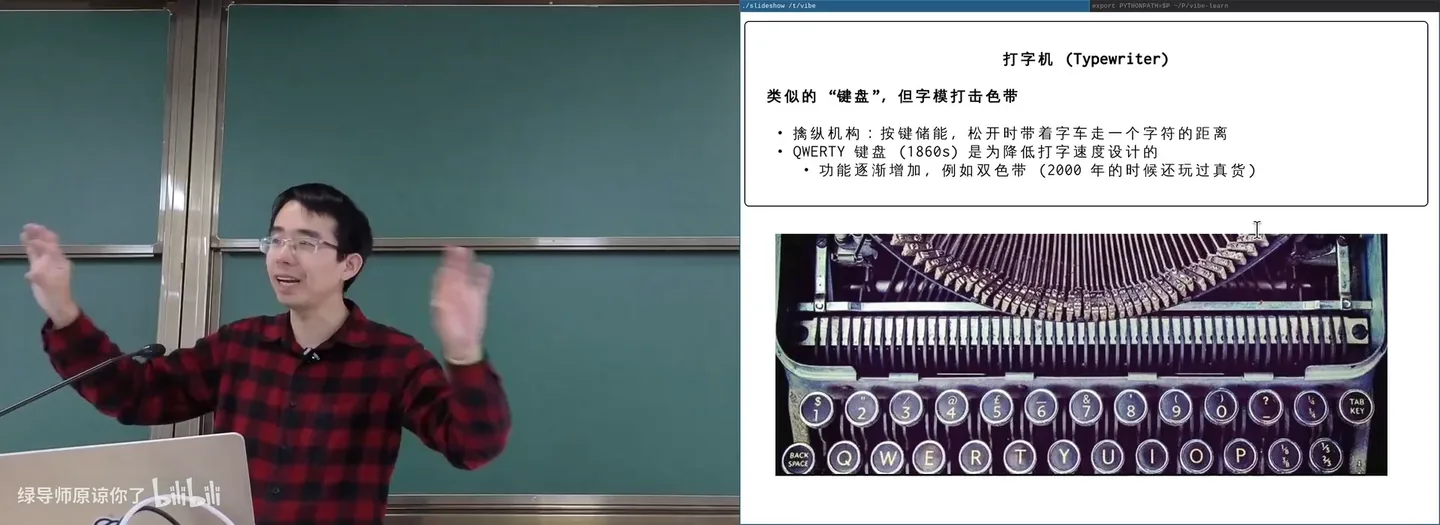 ./slideshow /t/vibe
export PYTHONPATH=$P ~/P/vibe-learn
打字机 (Typewriter)
类似的 “键盘”, 但字模打击色带
• 擒纵机构:按键储能, 松开时带着字车走一个字符的距离
• QWERTY 键盘 (1860s) 是为降低打字速度设计的
• 功能逐渐增加, 例如双色带 (2000 年的时候还玩过真货)
$ 1 " 2 / 3 @ 4 £ 5 — 6 & 7 ' 8 ( 9 ) 0 ? — TAB KEY
BACK SPACE Q W E R T Y U I O P
绿导师原谅你了 bilibili